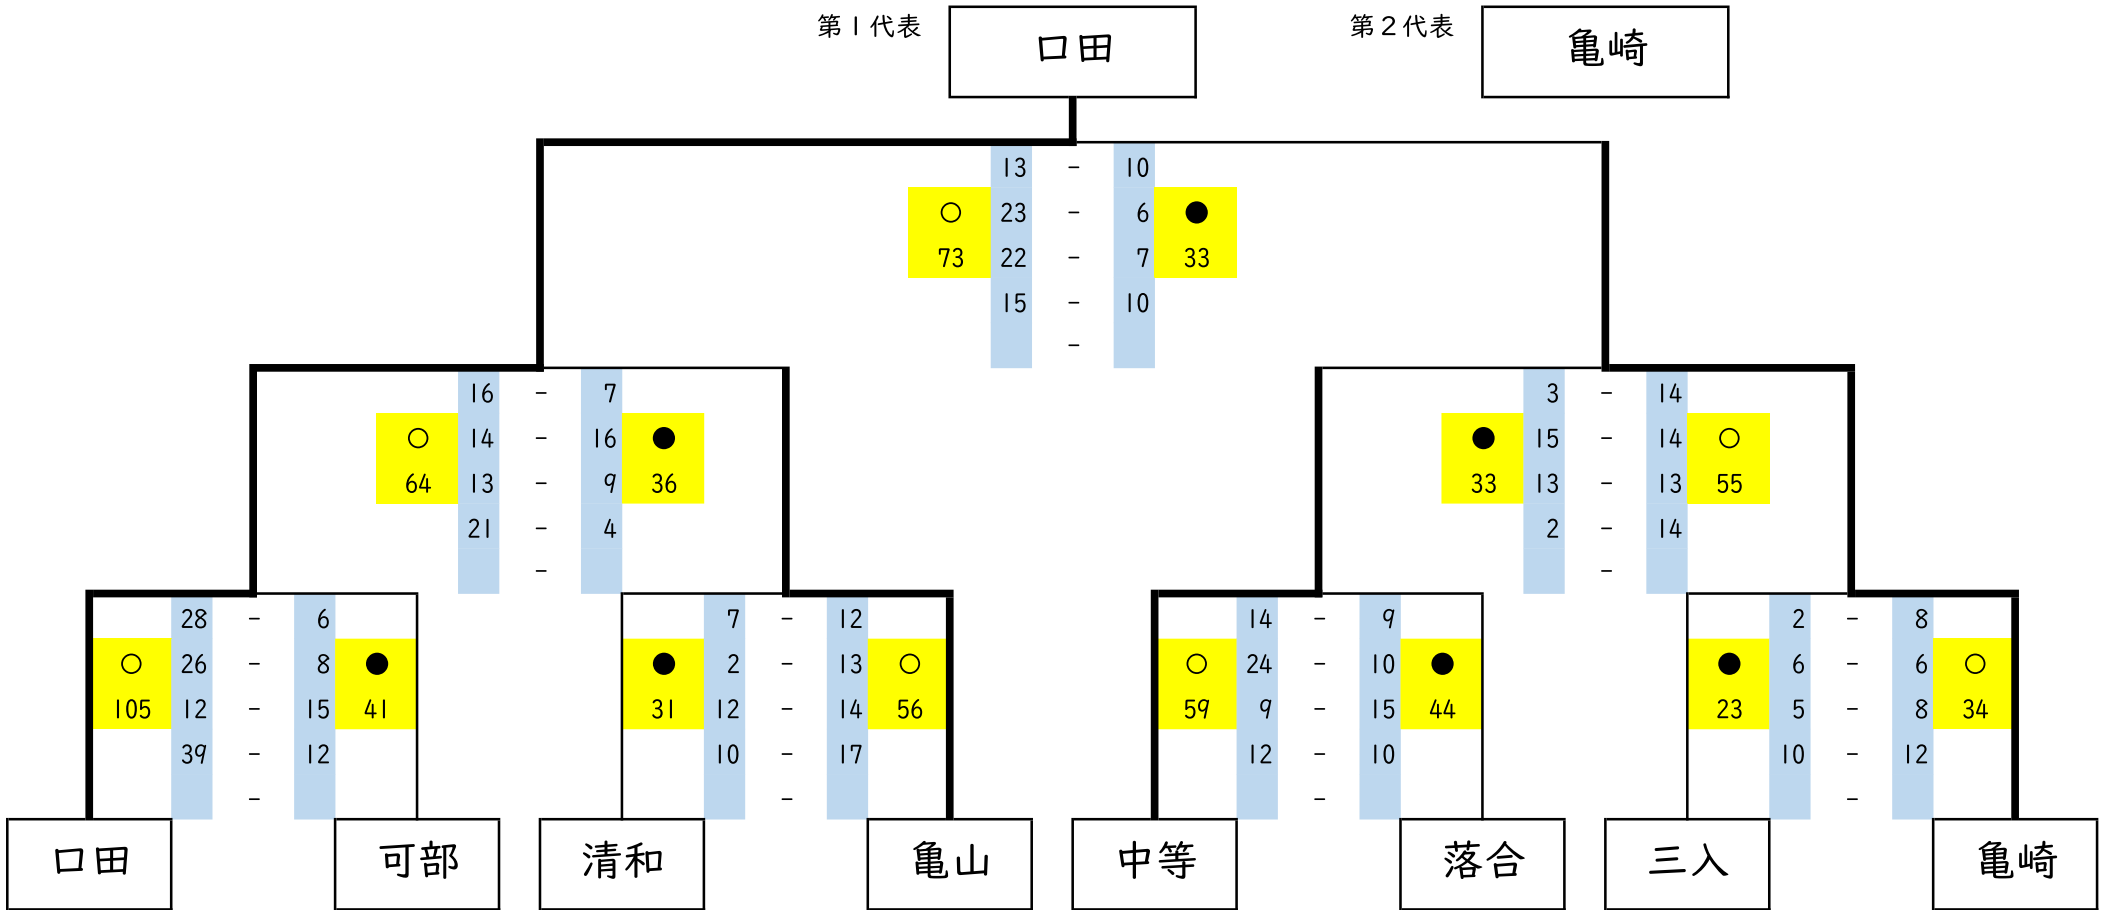 第1代表 口田 第2代表 亀崎
13 - 10
○ 23 - 6 ●
73 22 - 7 33
15 - 10
-
16 - 7 3 - 14
○ 14 - 16 ● ● 15 - 14 ○
64 13 - 9 36 33 13 - 13 55
21 - 4 2 - 14
- -
28 - 6 7 - 12 14 - 9 2 - 8
○ 26 - 8 ● ● 2 - 13 ○ ○ 24 - 10 ● ● 6 - 6 ○
105 12 - 15 41 31 12 - 14 56 59 9 - 15 44 23 5 - 8 34
39 - 12 10 - 17 12 - 10 10 - 12
- - - -
口田 可部 清和 亀山 中等 落合 三入 亀崎